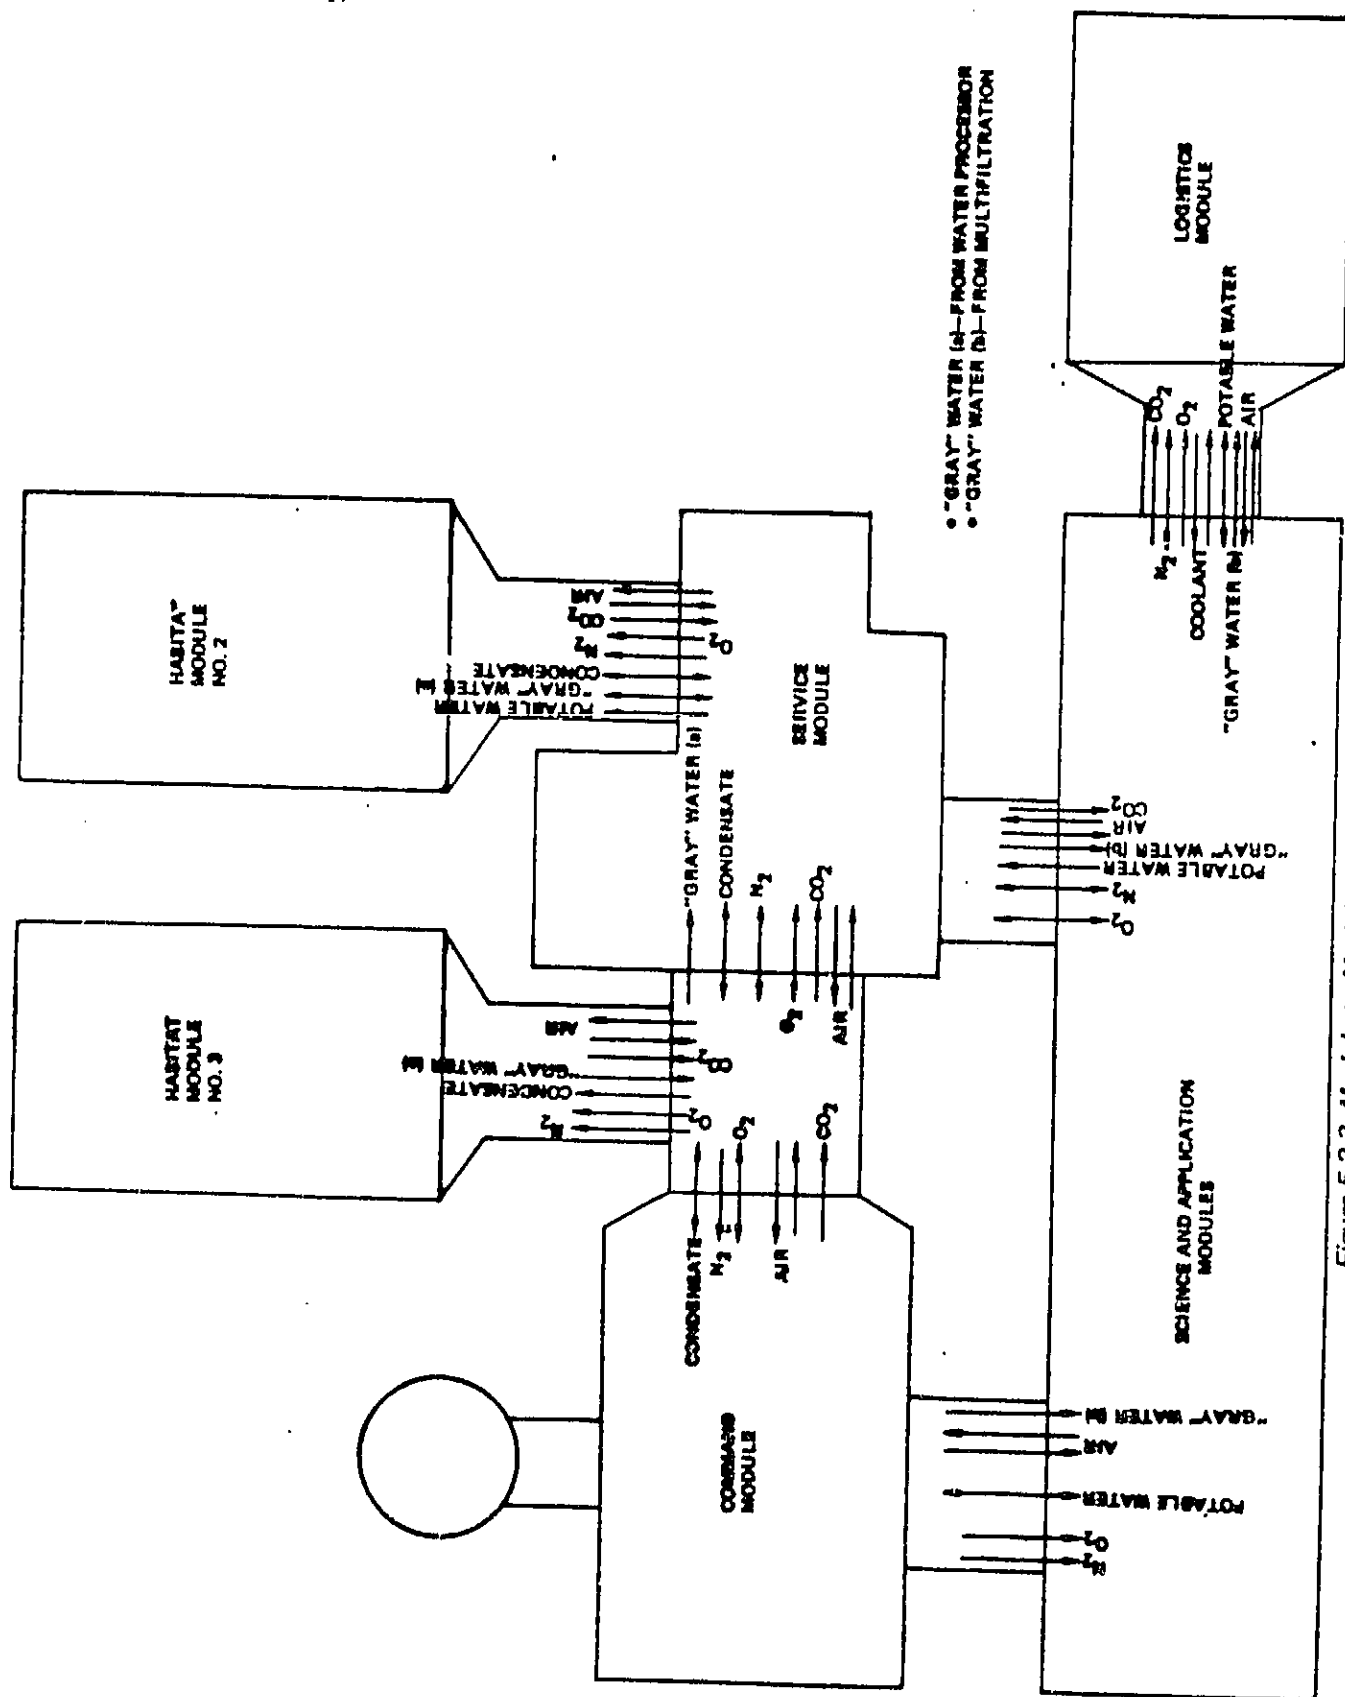 HABITAT
MODULE
NO. 3
HABITAT
MODULE
NO. 2
N2
O2
CONDENSATE
"GRAY" WATER (a)
CO2
AIR
POTABLE WATER
"GRAY" WATER (a)
CONDENSATE
N2
O2
CO2
AIR
COMMAND
MODULE
CONDENSATE
N2
O2
AIR
CO2
"GRAY" WATER (a)
CONDENSATE
N2
O2
CO2
AIR
SERVICE
MODULE
• "GRAY" WATER (a)—FROM WATER PROCESSOR
• "GRAY" WATER (b)—FROM MULTIFILTRATION
N2
O2
POTABLE WATER
AIR
"GRAY" WATER (b)
O2
N2
POTABLE WATER
"GRAY" WATER (b)
AIR
CO2
SCIENCE AND APPLICATION
MODULES
N2
COOLANT
"GRAY" WATER (b)
CO2
O2
POTABLE WATER
AIR
LOGISTICS
MODULE